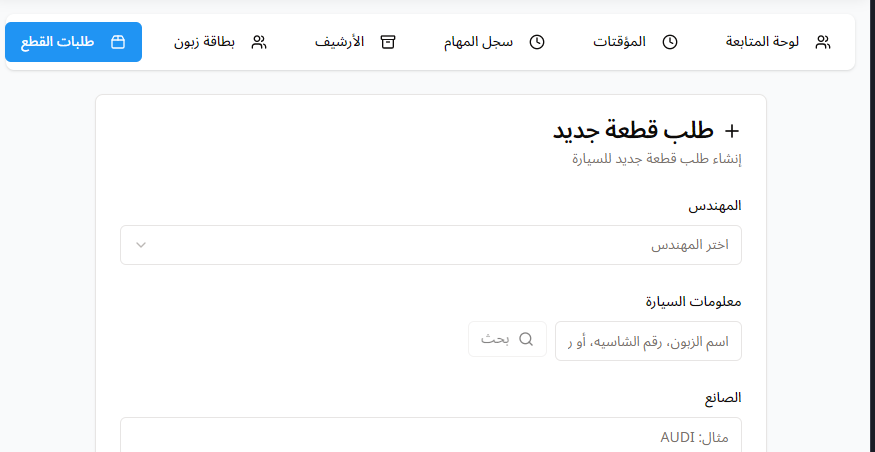 لوحة المتابعة
المؤقتات
سجل المهام
الأرشيف
بطاقة زبون
طلبات القطع
طلب قطعة جديد
إنشاء طلب قطعة جديد للسيارة
المهندس
اختر المهندس
معلومات السيارة
اسم الزبون، رقم الشاسيه، أو ر
بحث
الصانع
مثال: AUDI